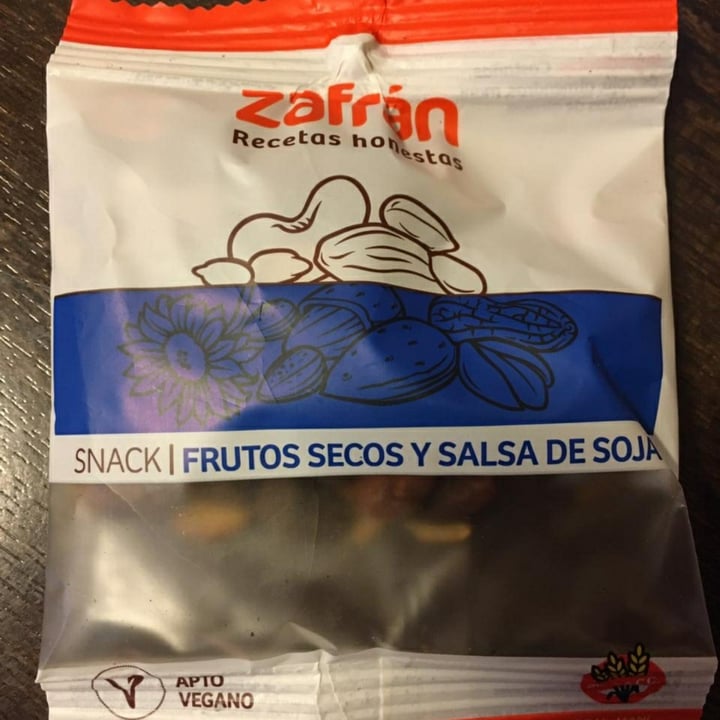 zafrán
Recetas honestas
SNACK | FRUTOS SECOS Y SALSA DE SOJA
APTO
VEGANO